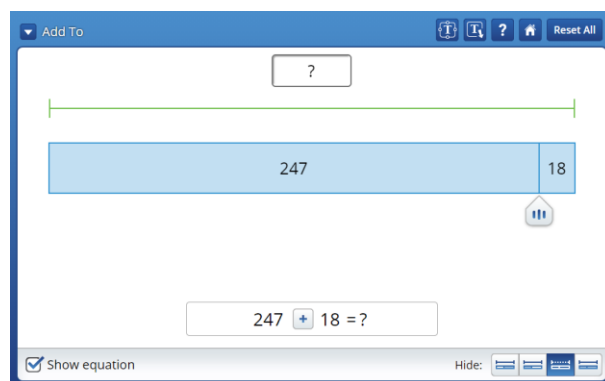 Add To
T T ? Reset All
?
247 18
247 + 18 = ?
Show equation Hide: